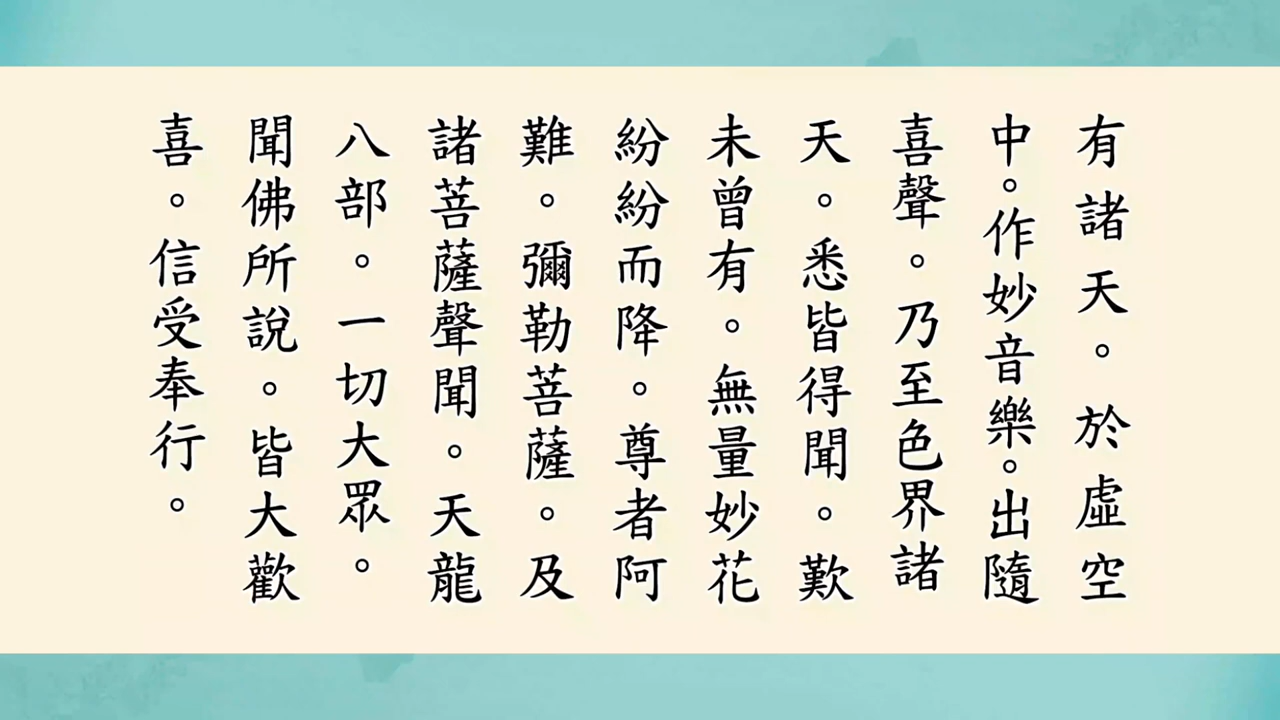 有諸天。於虛空
中。作妙音樂。出隨
喜聲。乃至色界諸
天。悉皆得聞。歎
未曾有。無量妙花
紛紛而降。尊者阿
難。彌勒菩薩。及
諸菩薩聲聞。天龍
八部。一切大眾。
聞佛所說。皆大歡
喜。信受奉行。